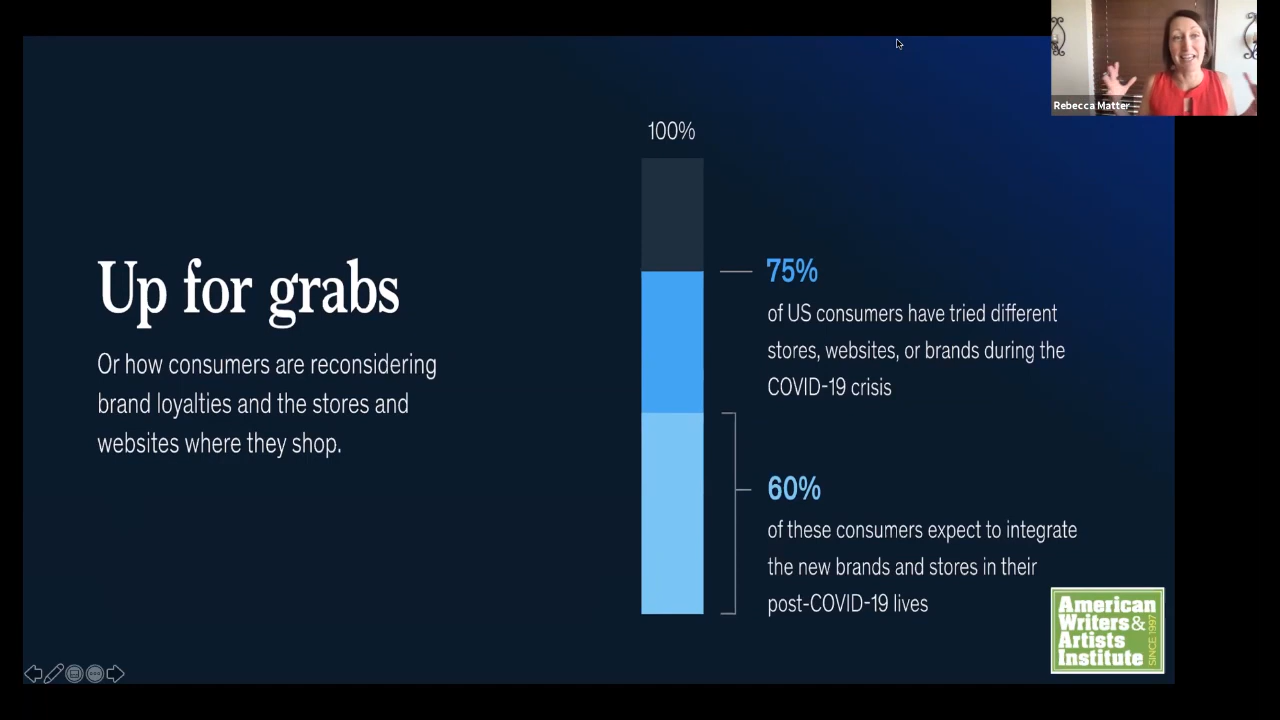 Rebecca Matter
100%
Up for grabs
Or how consumers are reconsidering
brand loyalties and the stores and
websites where they shop.
75%
of US consumers have tried different
stores, websites, or brands during the
COVID-19 crisis
60%
of these consumers expect to integrate
the new brands and stores in their
post-COVID-19 lives
American
Writers&
Artists
Institute
SINCE 1997